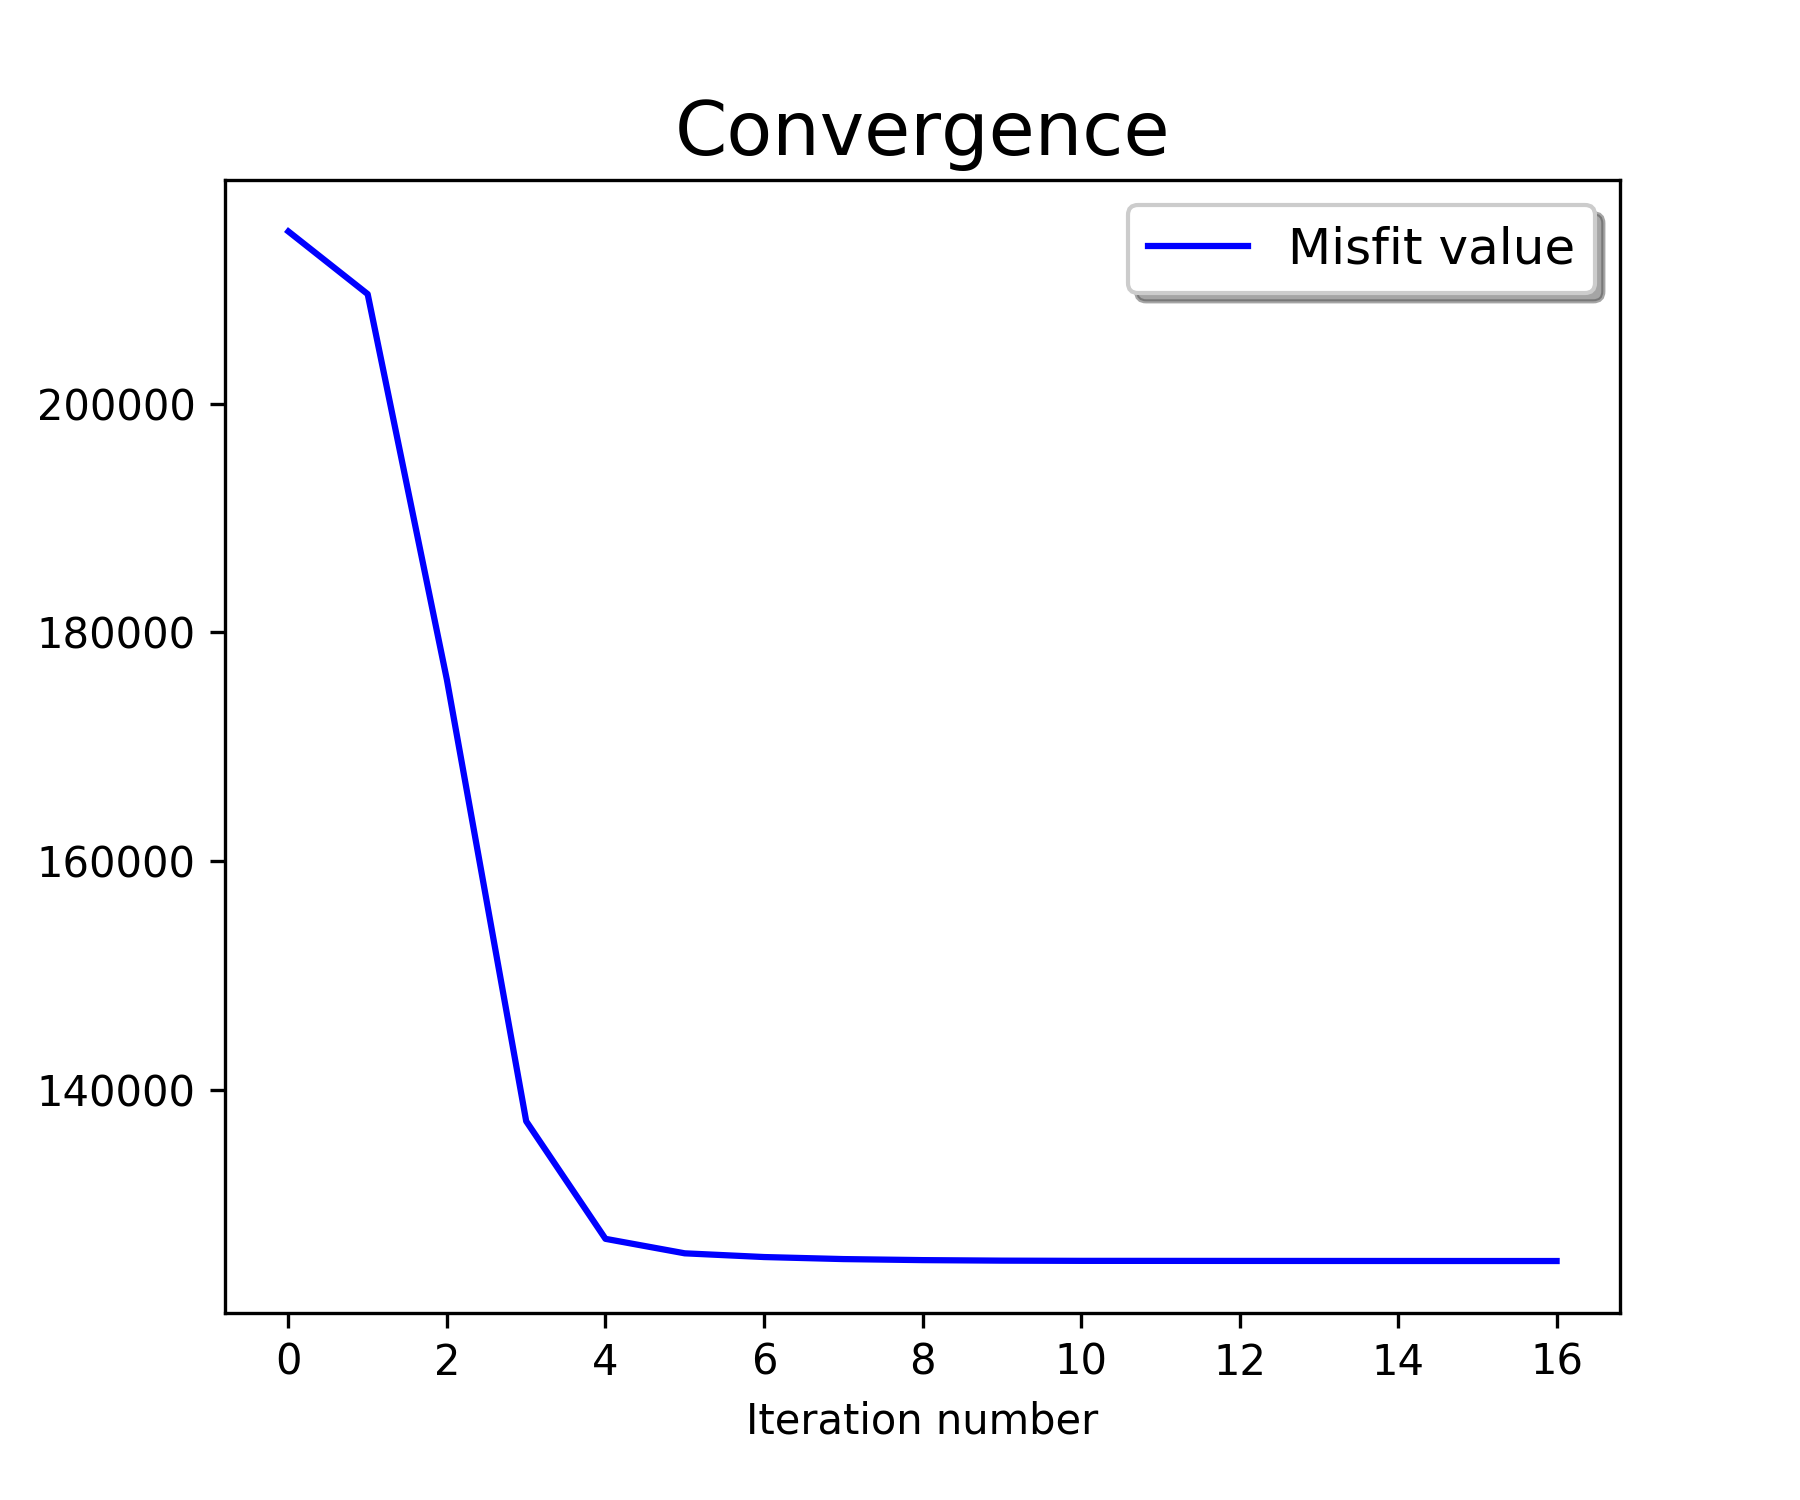 Convergence
Misfit value
200000
180000
160000
140000
0 2 4 6 8 10 12 14 16
Iteration number